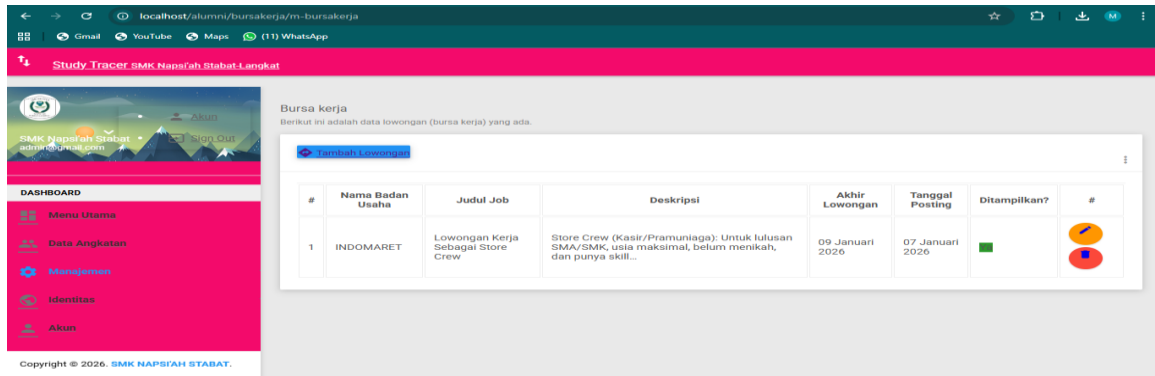 localhost/alumni/bursakerja/m-bursakerja
M
Gmail YouTube Maps (11) WhatsApp
Study Tracer SMK Napsi'ah Stabat-Langkat
Akun
SMK Napsi'ah Stabat
Sign Out
admin@gmail.com
DASHBOARD
Menu Utama
Data Angkatan
Manajemen
Identitas
Akun
Copyright © 2026. SMK NAPSI'AH STABAT.
Bursa kerja
Berikut ini adalah data lowongan (bursa kerja) yang ada.
Tambah Lowongan
# Nama Badan Usaha Judul Job Deskripsi Akhir Lowongan Tanggal Posting Ditampilkan? #
1 INDOMARET Lowongan Kerja Sebagai Store Crew Store Crew (Kasir/Pramuniaga): Untuk lulusan SMA/SMK, usia maksimal, belum menikah, dan punya skill... 09 Januari 2026 07 Januari 2026 Ya